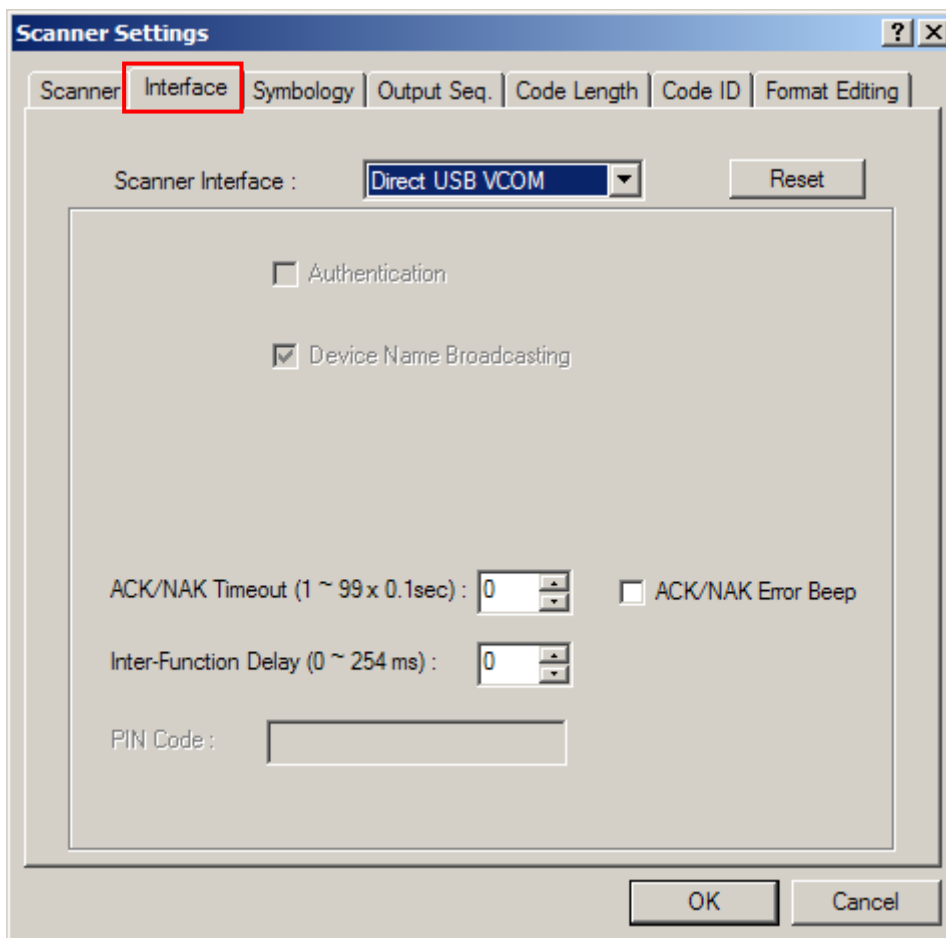 Scanner Settings
Scanner Interface Symbology Output Seq. Code Length Code ID Format Editing
Scanner Interface : Direct USB VCOM Reset
Authentication
Device Name Broadcasting
ACK/NAK Timeout (1 ~ 99 x 0.1sec) : 0 ACK/NAK Error Beep
Inter-Function Delay (0 ~ 254 ms) : 0
PIN Code :
OK Cancel